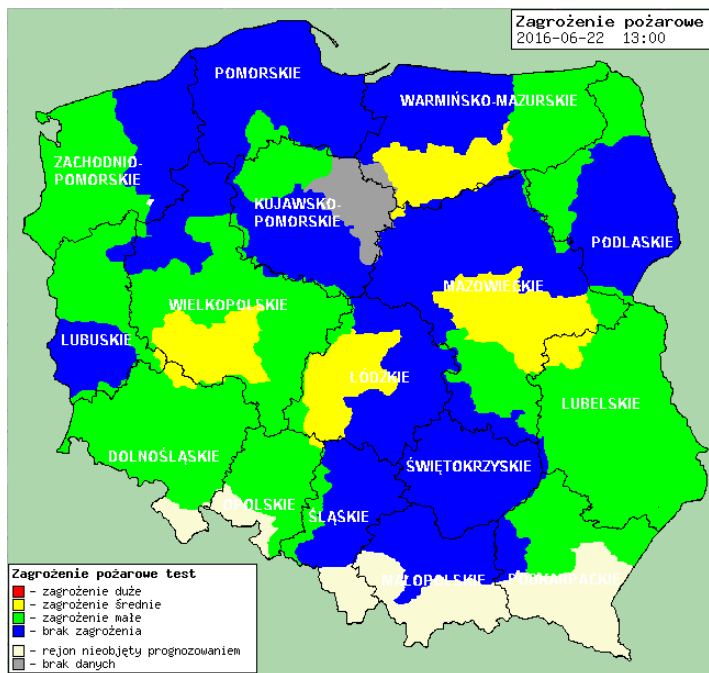 Zagrożenie pożarowe
2016-06-22 13:00
POMORSKIE
WARMIŃSKO-MAZURSKIE
ZACHODNIO-
POMORSKIE
KUJAWSKO-
POMORSKIE
PODLASKIE
MAZOWIECKIE
WIELKOPOLSKIE
LUBUSKIE
ŁÓDZKIE
LUBELSKIE
DOLNOŚLĄSKIE
ŚWIĘTOKRZYSKIE
OPOLSKIE
ŚLĄSKIE
MAŁOPOLSKIE
PODKARPACKIE
Zagrożenie pożarowe test
- zagrożenie duże
- zagrożenie średnie
- zagrożenie małe
- brak zagrożenia
- rejon nieobjęty prognozowaniem
- brak danych